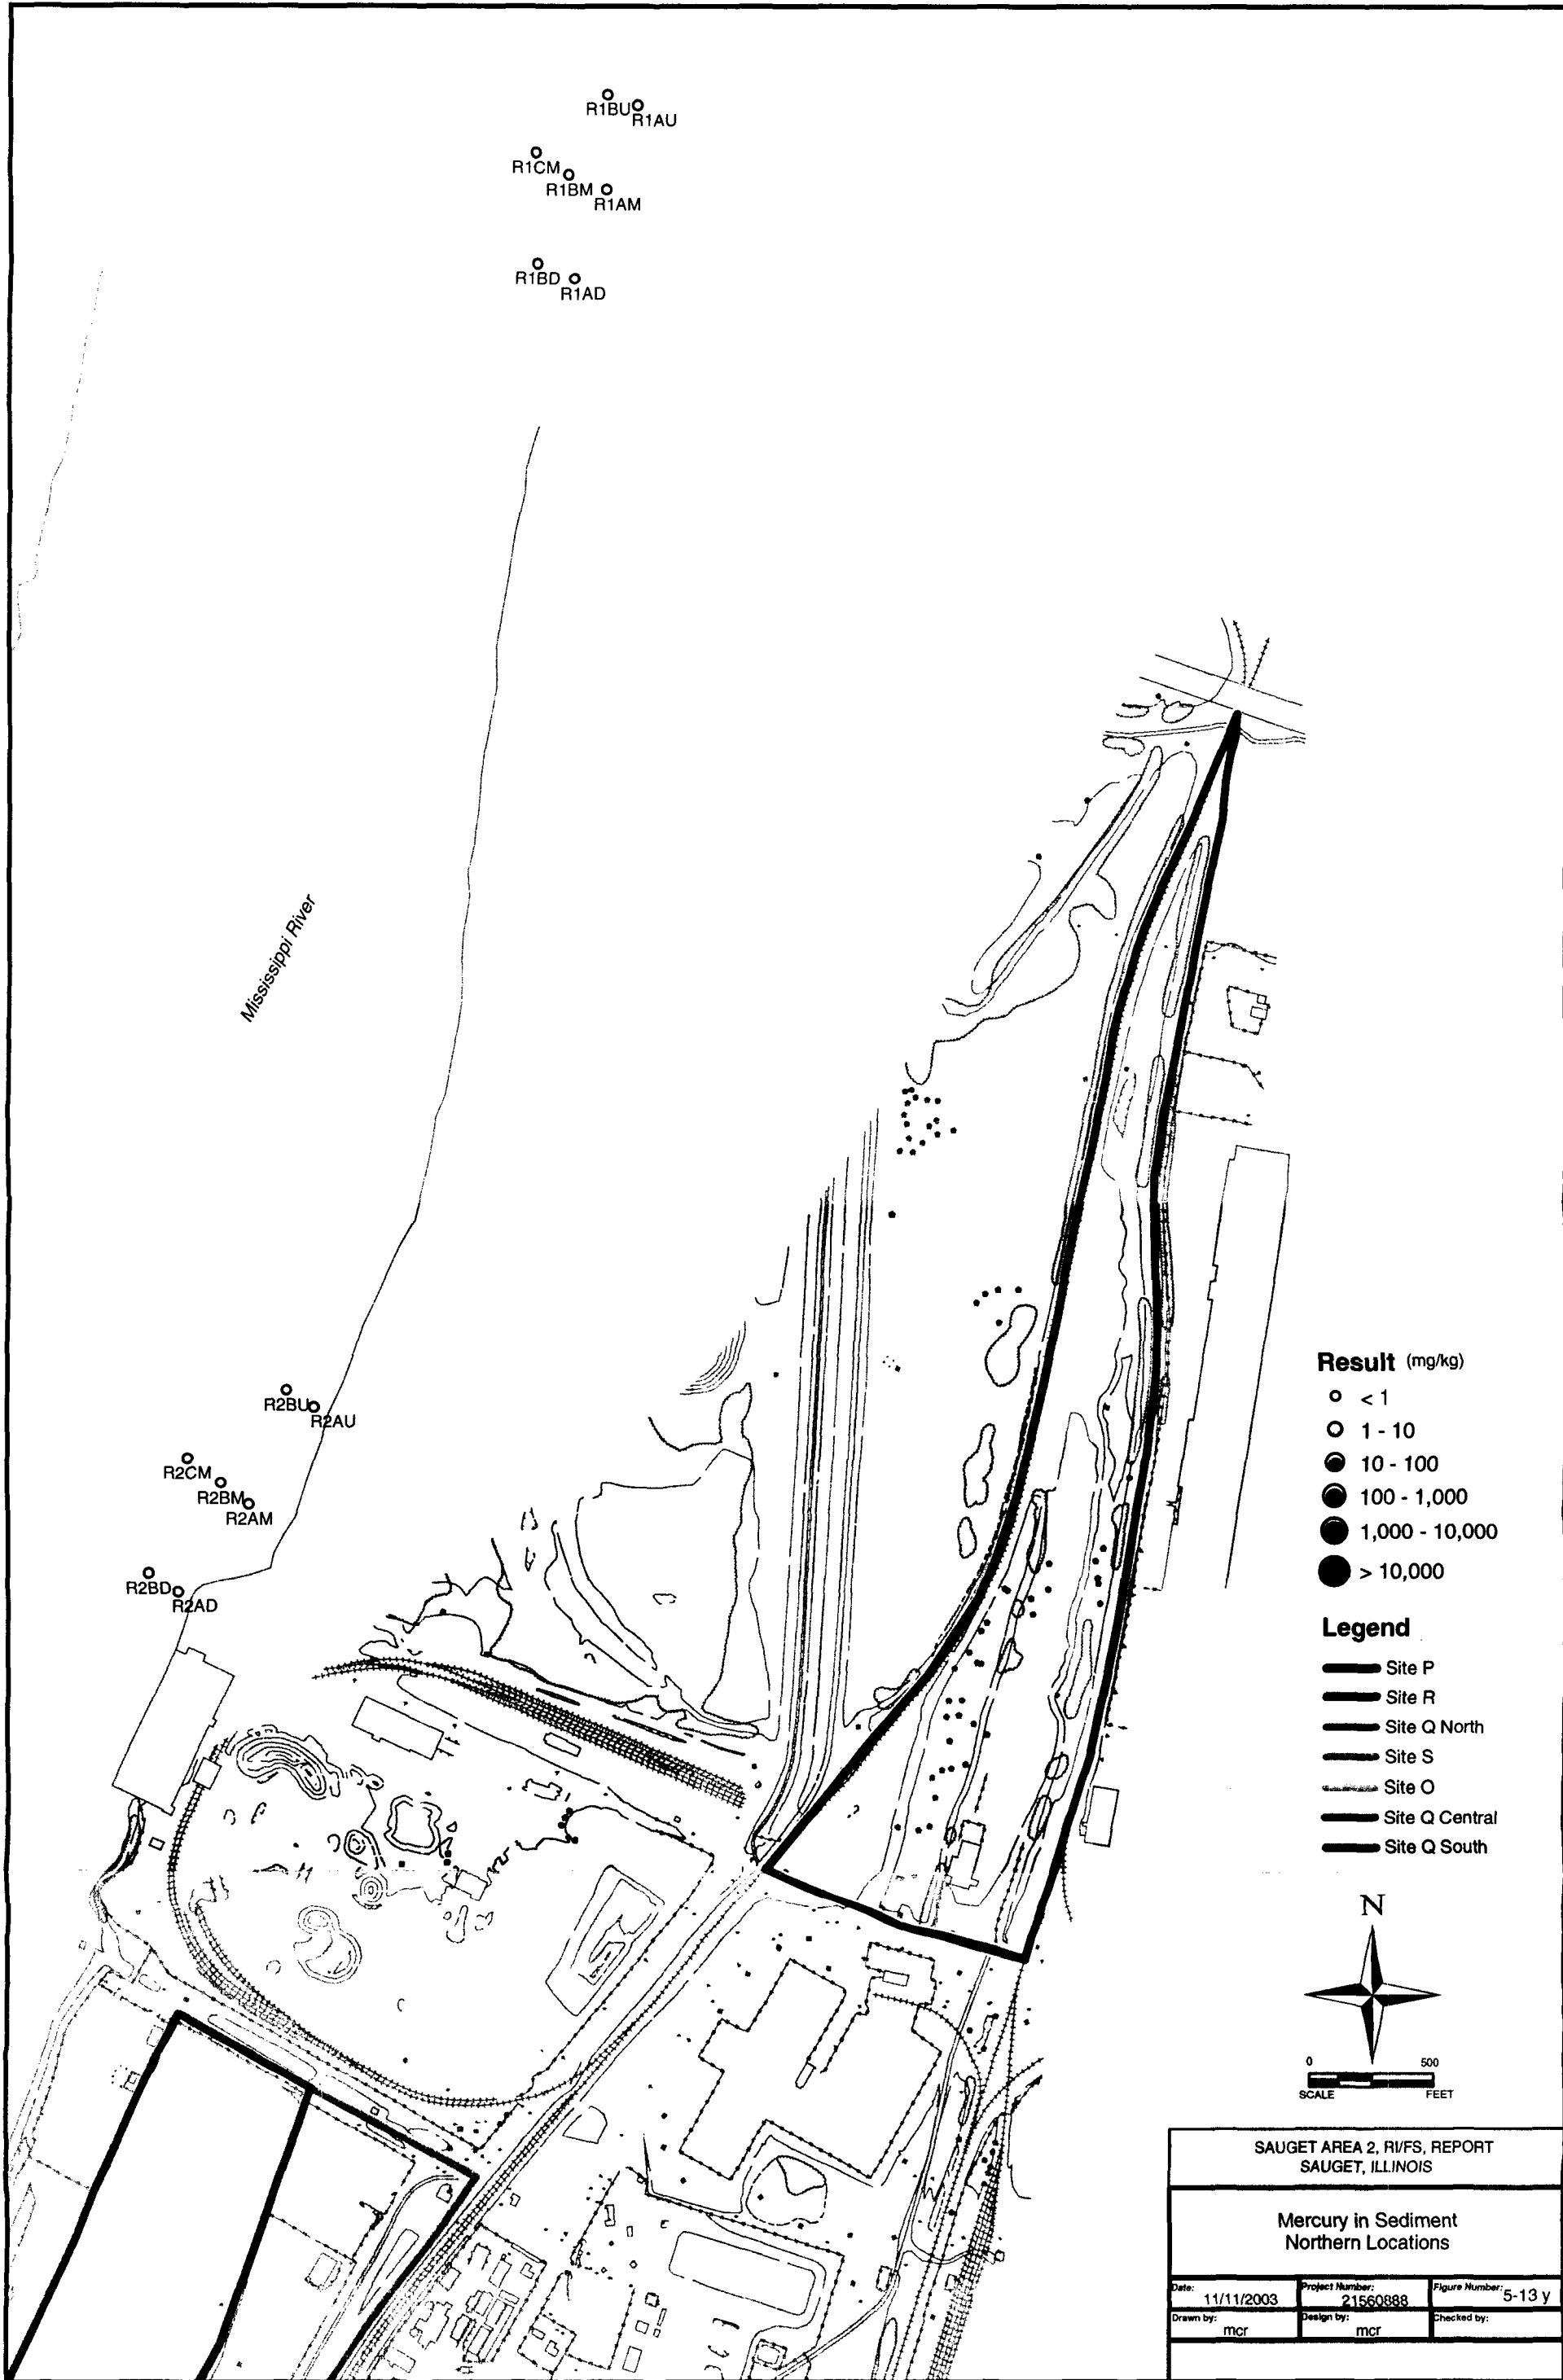 R1BU
R1AU
R1CM
R1BM
R1AM
R1BD
R1AD
Mississippi River
R2BU
R2AU
R2CM
R2BM
R2AM
R2BD
R2AD
Result (mg/kg)
< 1
1 - 10
10 - 100
100 - 1,000
1,000 - 10,000
> 10,000
Legend
Site P
Site R
Site Q North
Site S
Site O
Site Q Central
Site Q South
N
0 500
SCALE FEET
SAUGET AREA 2, RI/FS, REPORT
SAUGET, ILLINOIS
Mercury in Sediment
Northern Locations
Date: 11/11/2003 Project Number: 21560888 Figure Number: 5-13 y
Drawn by: mcr Design by: mcr Checked by: